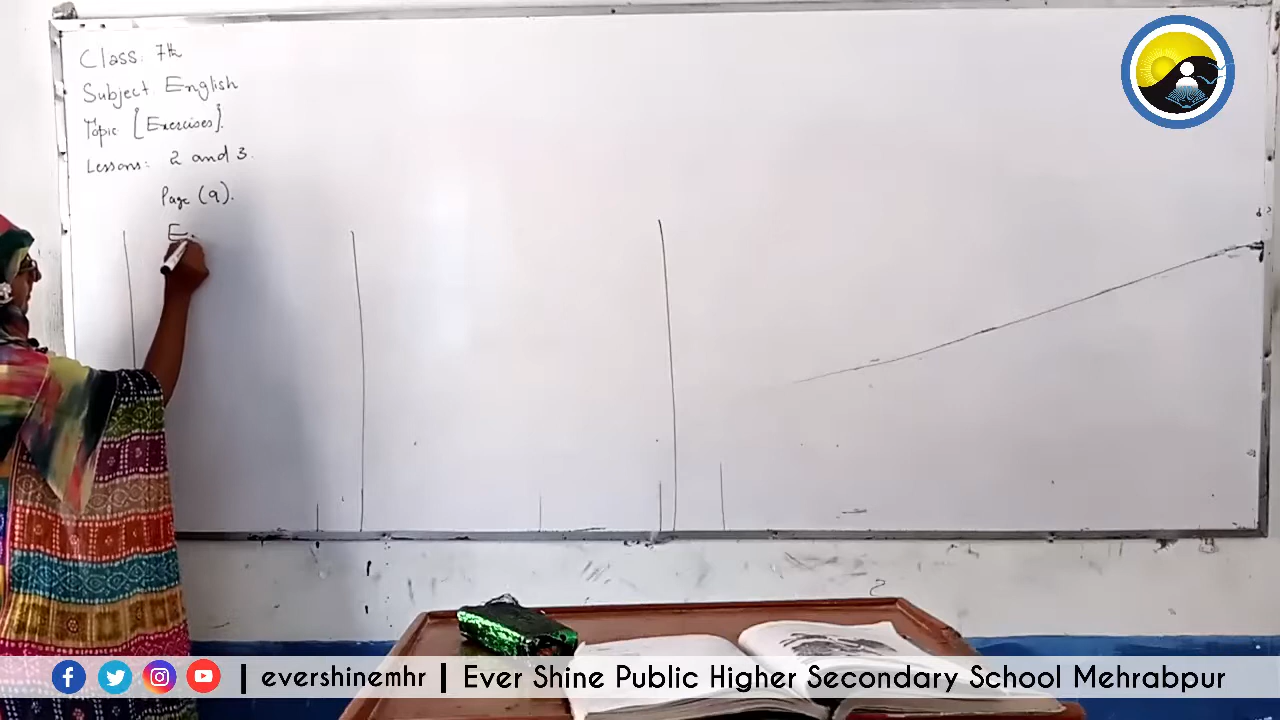 Class: 7th
Subject English
Topic [Exercises].
Lessons: 2 and 3.
Page (9).
E
| evershinemhr | Ever Shine Public Higher Secondary School Mehrabpur